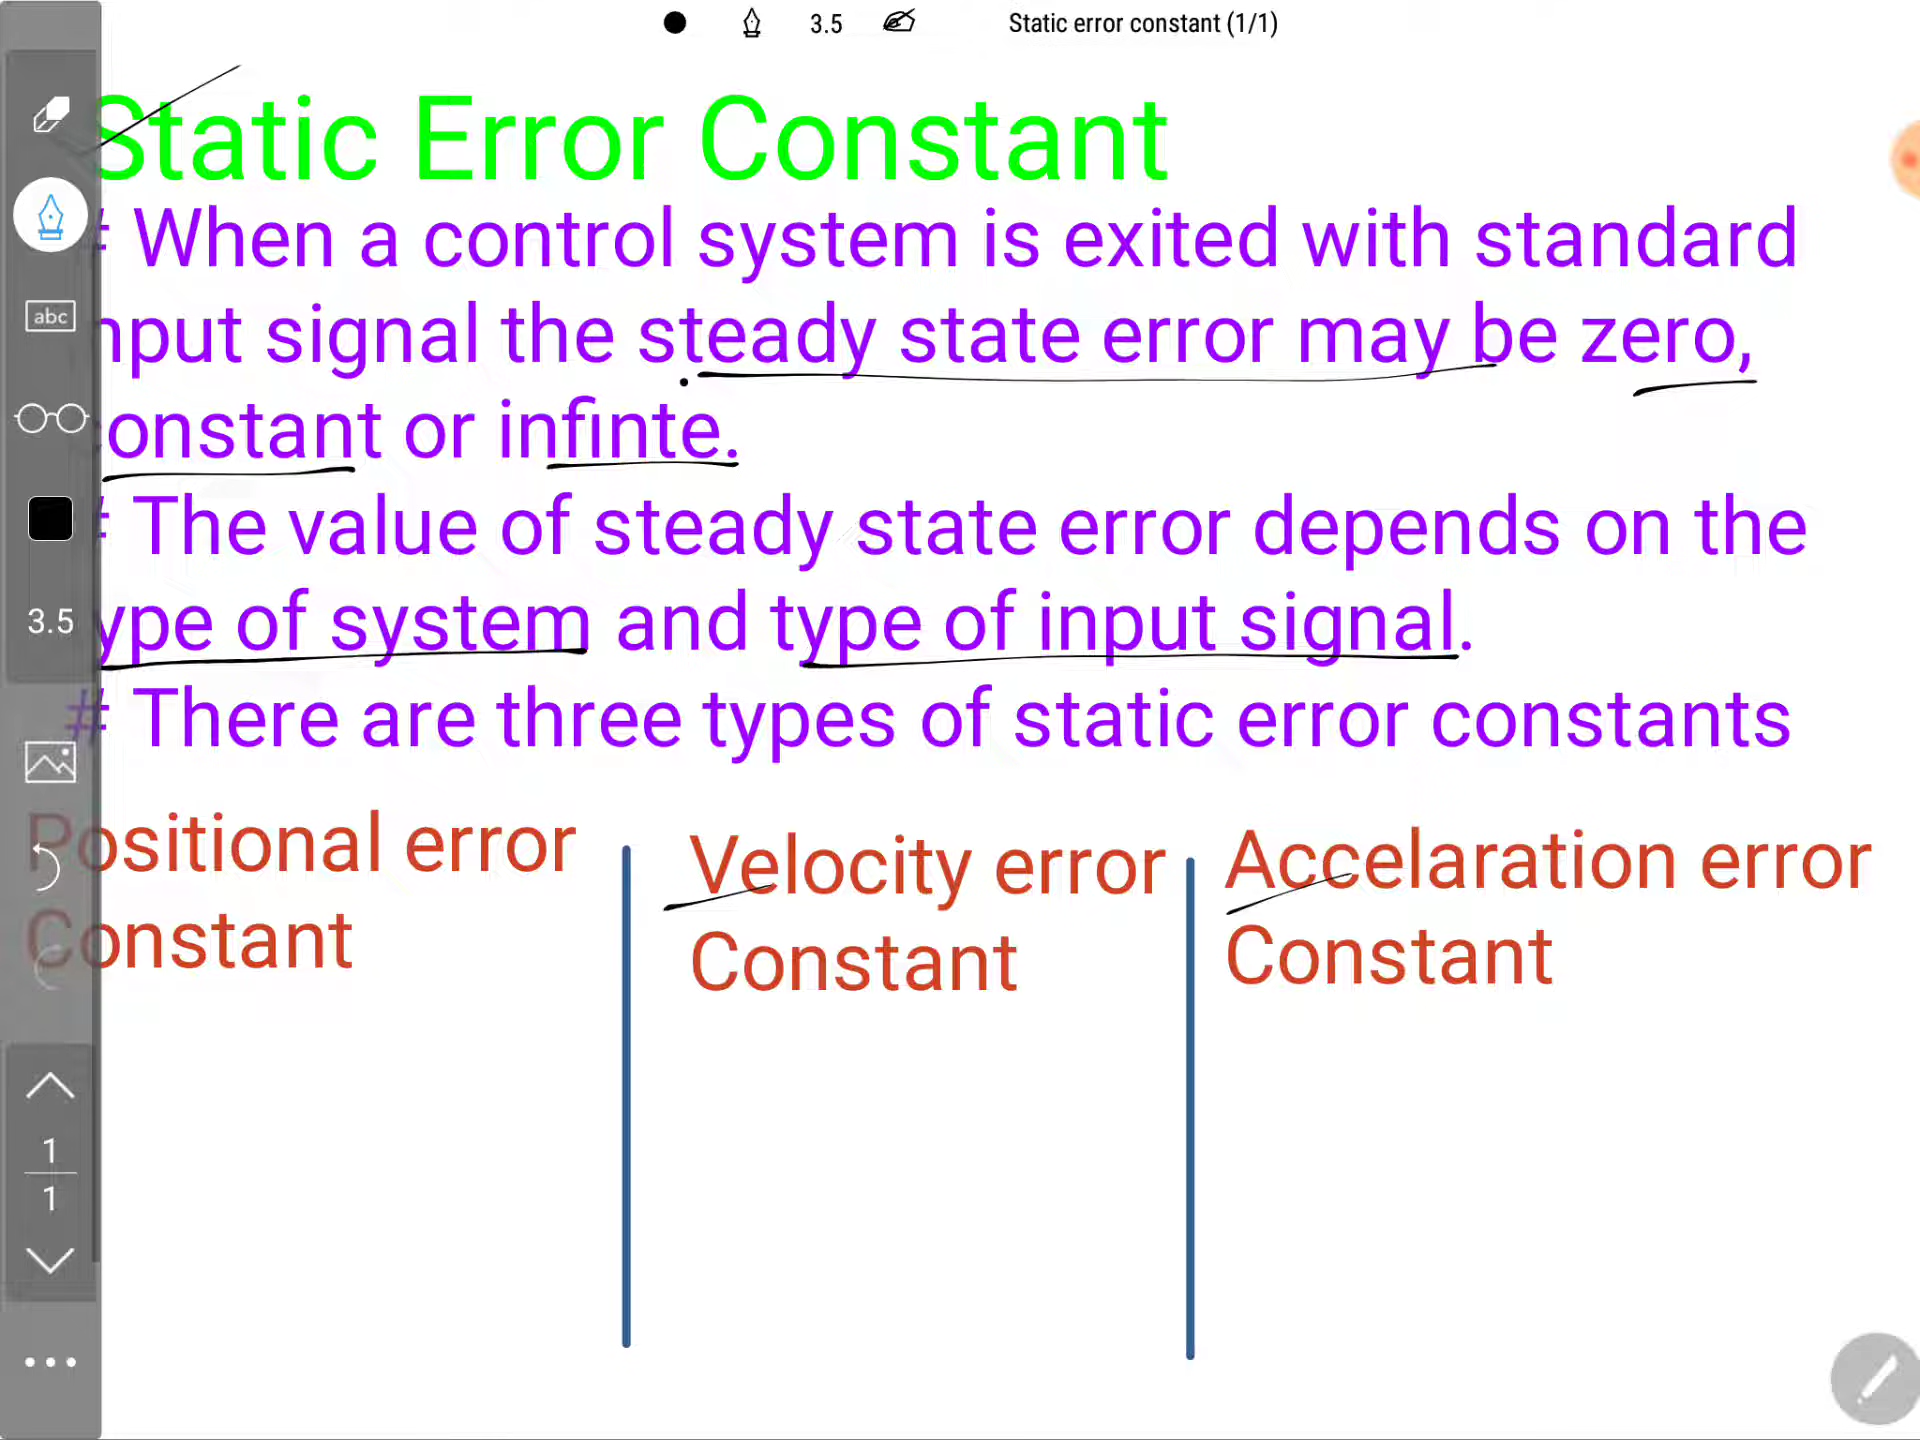 3.5 Static error constant (1/1)
Static Error Constant
# When a control system is exited with standard
nput signal the steady state error may be zero,
onstant or infinte.
# The value of steady state error depends on the
ype of system and type of input signal.
# There are three types of static error constants
Positional error
Constant
Velocity error
Constant
Accelaration error
Constant
abc
3.5
1
1